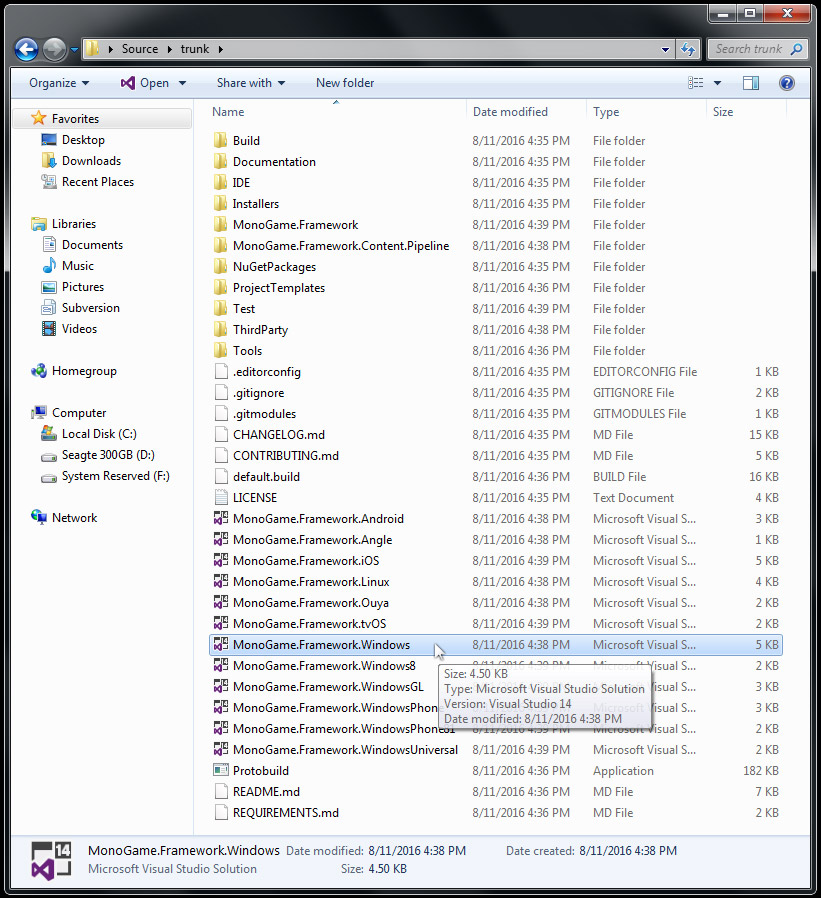 Source trunk
Search trunk
Organize Open Share with New folder
Name Date modified Type Size
Favorites
Desktop
Downloads
Recent Places
Libraries
Documents
Music
Pictures
Subversion
Videos
Homegroup
Computer
Local Disk (C:)
Seagte 300GB (D:)
System Reserved (F:)
Network
Build 8/11/2016 4:35 PM File folder
Documentation 8/11/2016 4:35 PM File folder
IDE 8/11/2016 4:35 PM File folder
Installers 8/11/2016 4:35 PM File folder
MonoGame.Framework 8/11/2016 4:39 PM File folder
MonoGame.Framework.Content.Pipeline 8/11/2016 4:38 PM File folder
NuGetPackages 8/11/2016 4:35 PM File folder
ProjectTemplates 8/11/2016 4:36 PM File folder
Test 8/11/2016 4:39 PM File folder
ThirdParty 8/11/2016 4:38 PM File folder
Tools 8/11/2016 4:36 PM File folder
.editorconfig 8/11/2016 4:35 PM EDITORCONFIG File 1 KB
.gitignore 8/11/2016 4:35 PM GITIGNORE File 2 KB
.gitmodules 8/11/2016 4:35 PM GITMODULES File 1 KB
CHANGELOG.md 8/11/2016 4:35 PM MD File 15 KB
CONTRIBUTING.md 8/11/2016 4:35 PM MD File 5 KB
default.build 8/11/2016 4:36 PM BUILD File 16 KB
LICENSE 8/11/2016 4:35 PM Text Document 4 KB
MonoGame.Framework.Android 8/11/2016 4:38 PM Microsoft Visual S... 3 KB
MonoGame.Framework.Angle 8/11/2016 4:39 PM Microsoft Visual S... 1 KB
MonoGame.Framework.iOS 8/11/2016 4:39 PM Microsoft Visual S... 5 KB
MonoGame.Framework.Linux 8/11/2016 4:38 PM Microsoft Visual S... 4 KB
MonoGame.Framework.Ouya 8/11/2016 4:38 PM Microsoft Visual S... 2 KB
MonoGame.Framework.tvOS 8/11/2016 4:39 PM Microsoft Visual S... 2 KB
MonoGame.Framework.Windows 8/11/2016 4:38 PM Microsoft Visual S... 5 KB
MonoGame.Framework.Windows8 2 KB
MonoGame.Framework.WindowsGL 3 KB
MonoGame.Framework.WindowsPhone 3 KB
MonoGame.Framework.WindowsPhone81 8/11/2016 4:39 PM Microsoft Visual S... 2 KB
MonoGame.Framework.WindowsUniversal 8/11/2016 4:39 PM Microsoft Visual S... 2 KB
Protobuild 8/11/2016 4:36 PM Application 182 KB
README.md 8/11/2016 4:36 PM MD File 7 KB
REQUIREMENTS.md 8/11/2016 4:36 PM MD File 2 KB
Size: 4.50 KB
Type: Microsoft Visual Studio Solution
Version: Visual Studio 14
Date modified: 8/11/2016 4:38 PM
14
MonoGame.Framework.Windows Date modified: 8/11/2016 4:38 PM Date created: 8/11/2016 4:38 PM
Microsoft Visual Studio Solution Size: 4.50 KB